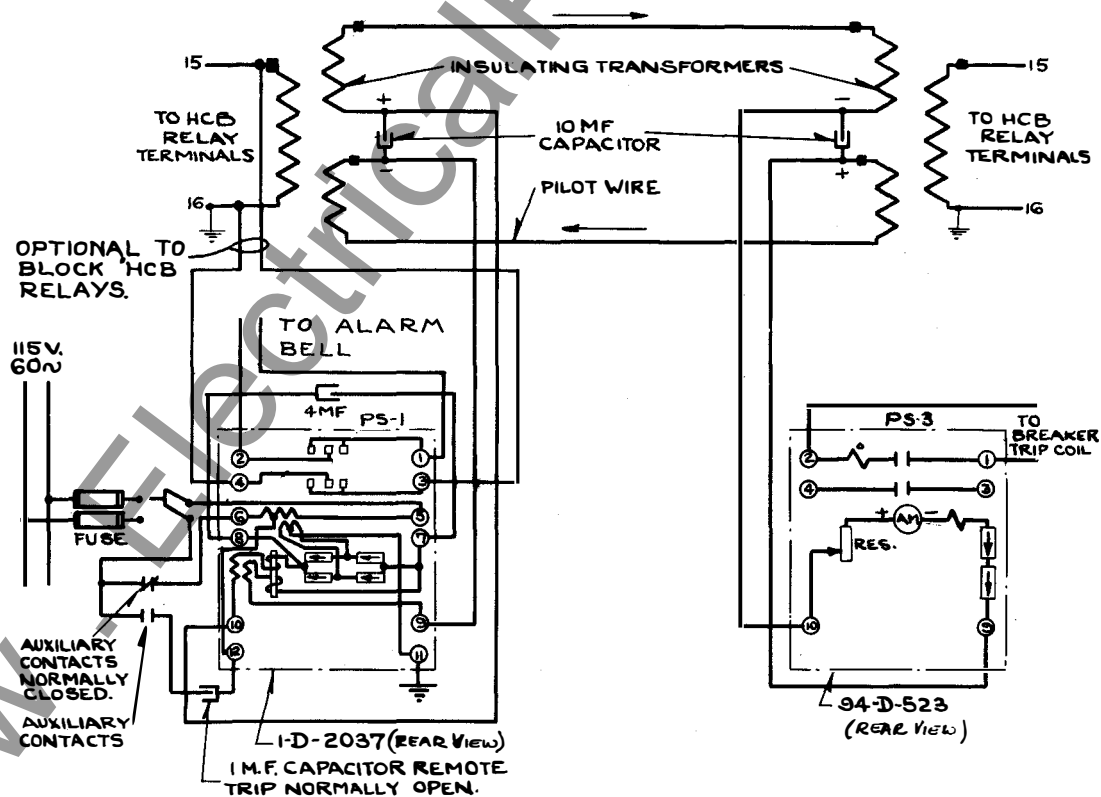 15
TO HCB
RELAY
TERMINALS
16
INSULATING TRANSFORMERS
+
-
10 MF
CAPACITOR
-
+
PILOT WIRE
15
TO HCB
RELAY
TERMINALS
16
OPTIONAL TO
BLOCK HCB
RELAYS.
TO ALARM
BELL
115 V.
60~
4MF
PS-1
2
1
4
3
6
5
8
7
10
9
12
11
FUSE
AUXILIARY
CONTACTS
NORMALLY
CLOSED.
AUXILIARY
CONTACTS
1-D-2037 (REAR VIEW)
1 M.F. CAPACITOR REMOTE
TRIP NORMALLY OPEN.
PS-3
TO
BREAKER
TRIP COIL
2
1
4
3
+
AM
-
RES.
10
9
94-D-523
(REAR VIEW)
w
.Electrical